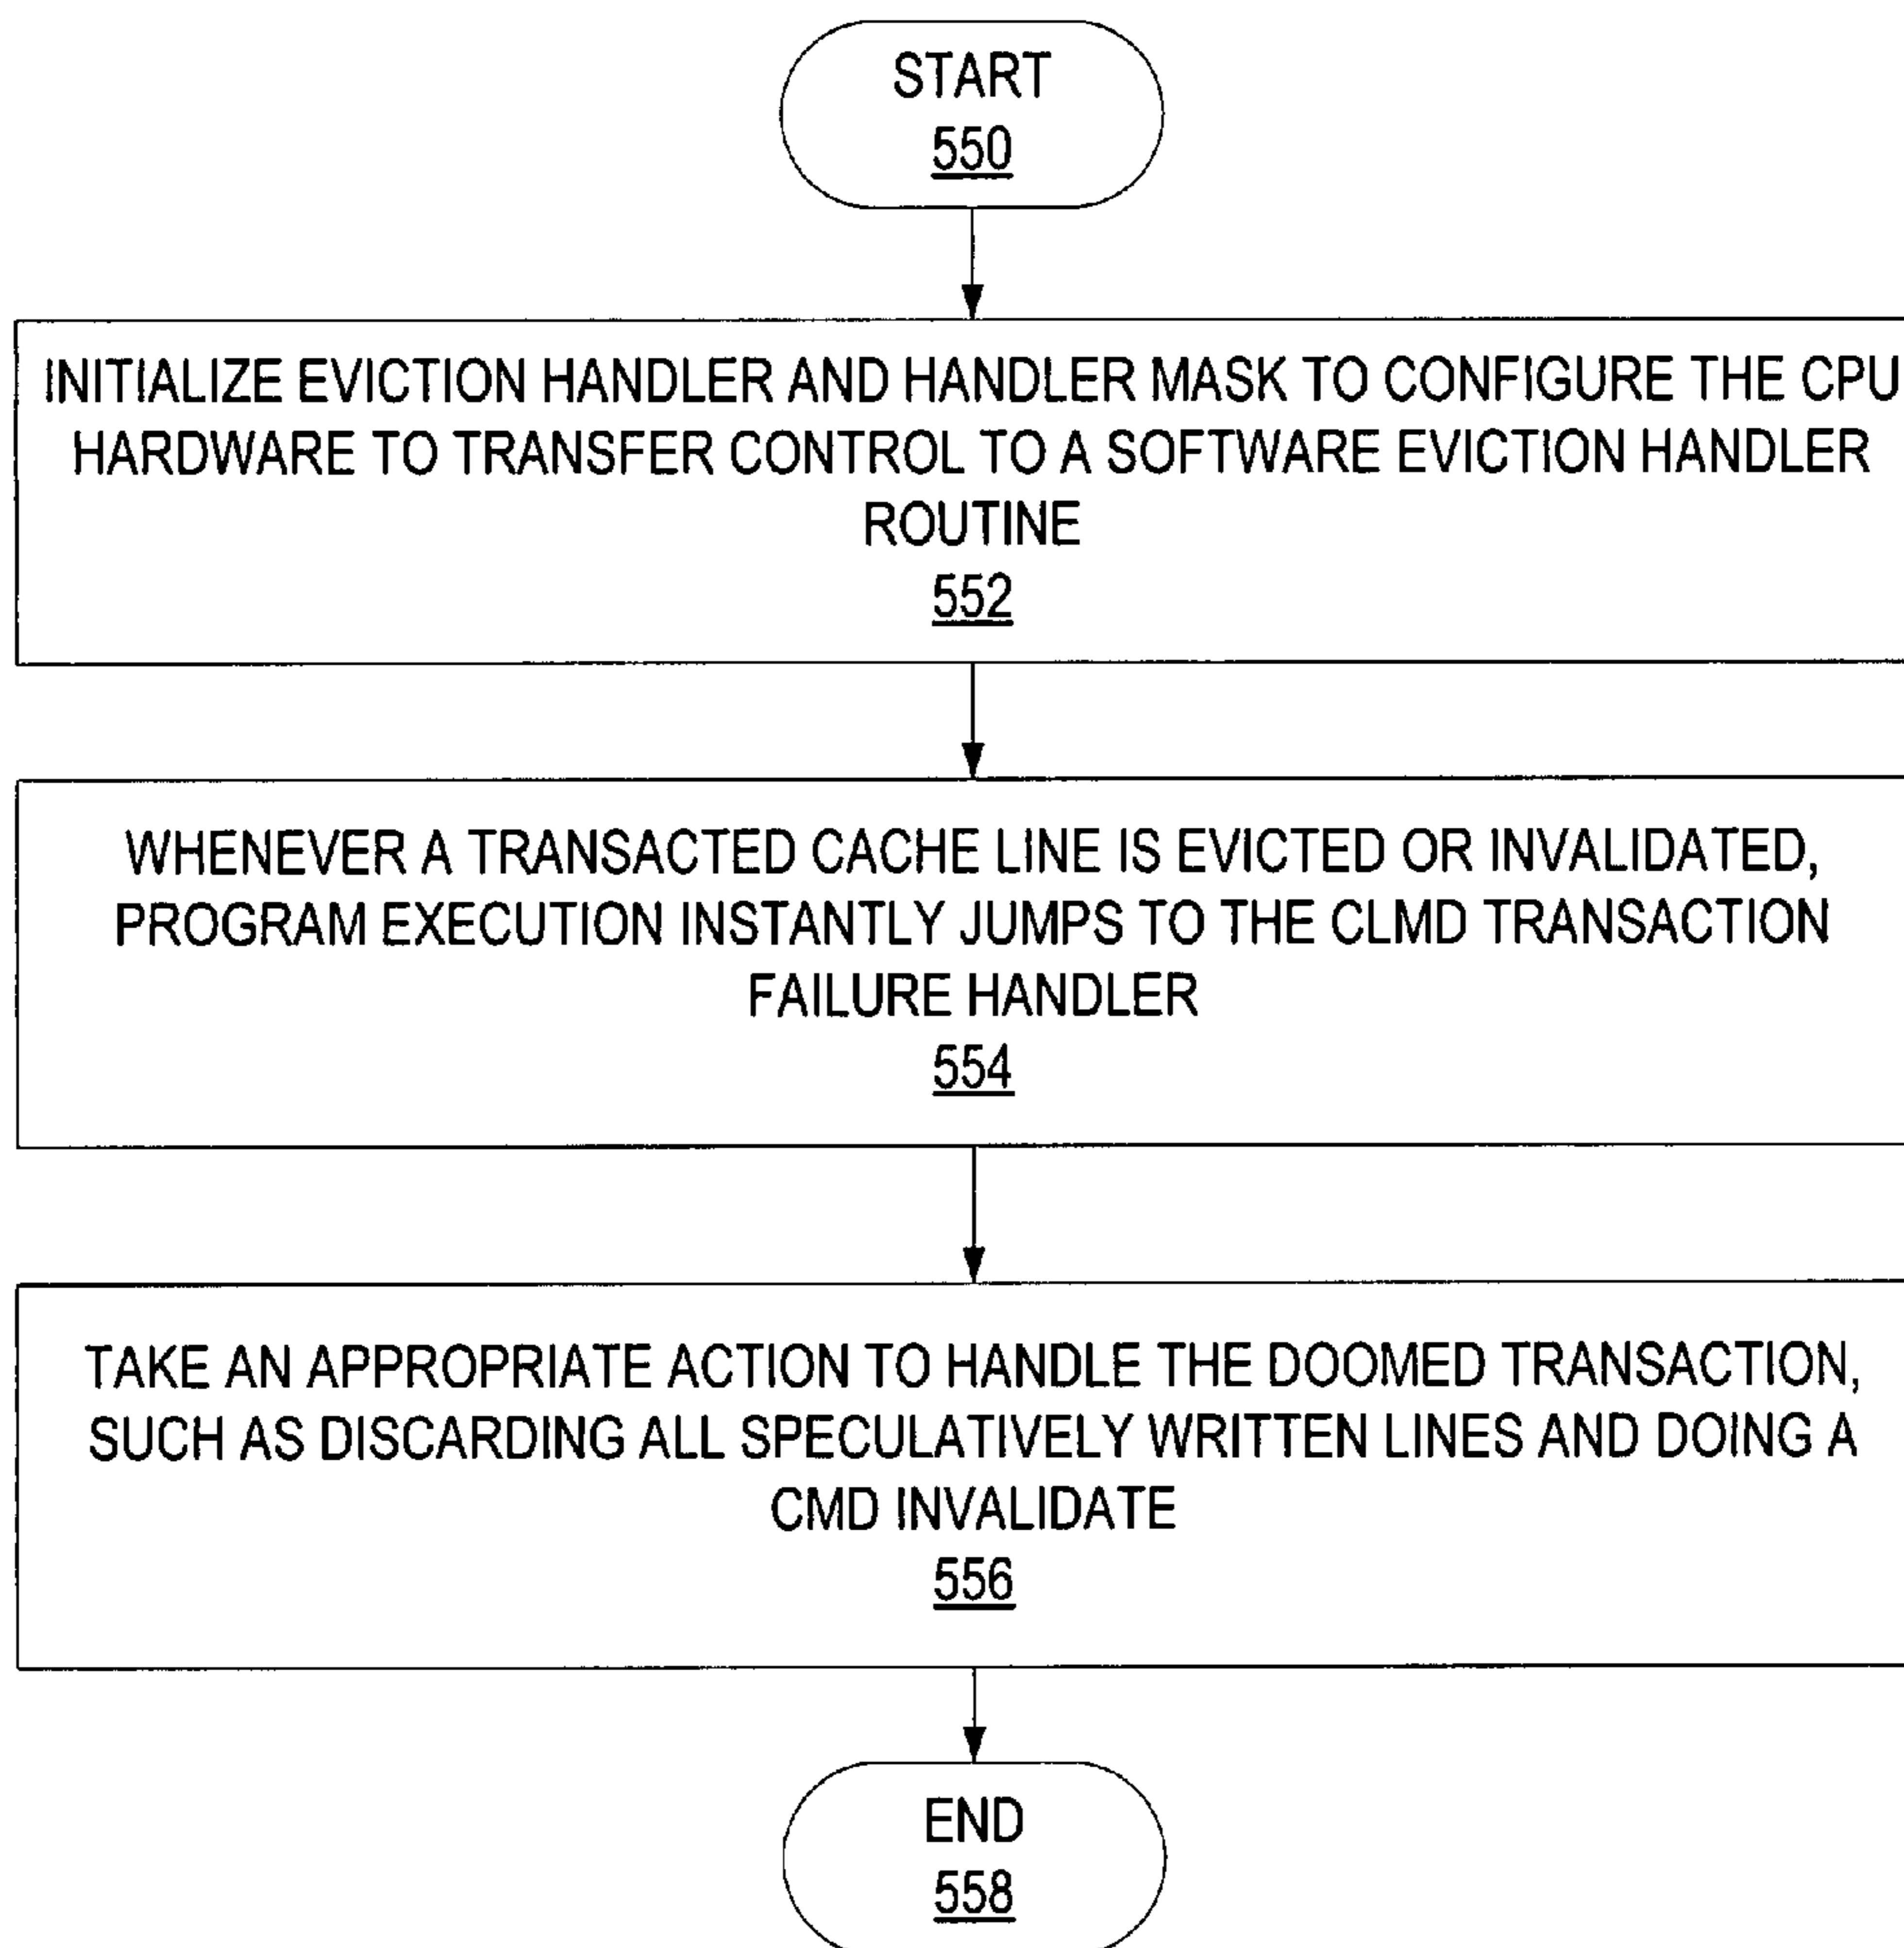 START
550
INITIALIZE EVICTION HANDLER AND HANDLER MASK TO CONFIGURE THE CPU
HARDWARE TO TRANSFER CONTROL TO A SOFTWARE EVICTION HANDLER
ROUTINE
552
WHENEVER A TRANSACTED CACHE LINE IS EVICTED OR INVALIDATED,
PROGRAM EXECUTION INSTANTLY JUMPS TO THE CLMD TRANSACTION
FAILURE HANDLER
554
TAKE AN APPROPRIATE ACTION TO HANDLE THE DOOMED TRANSACTION,
SUCH AS DISCARDING ALL SPECULATIVELY WRITTEN LINES AND DOING A
CMD INVALIDATE
556
END
558